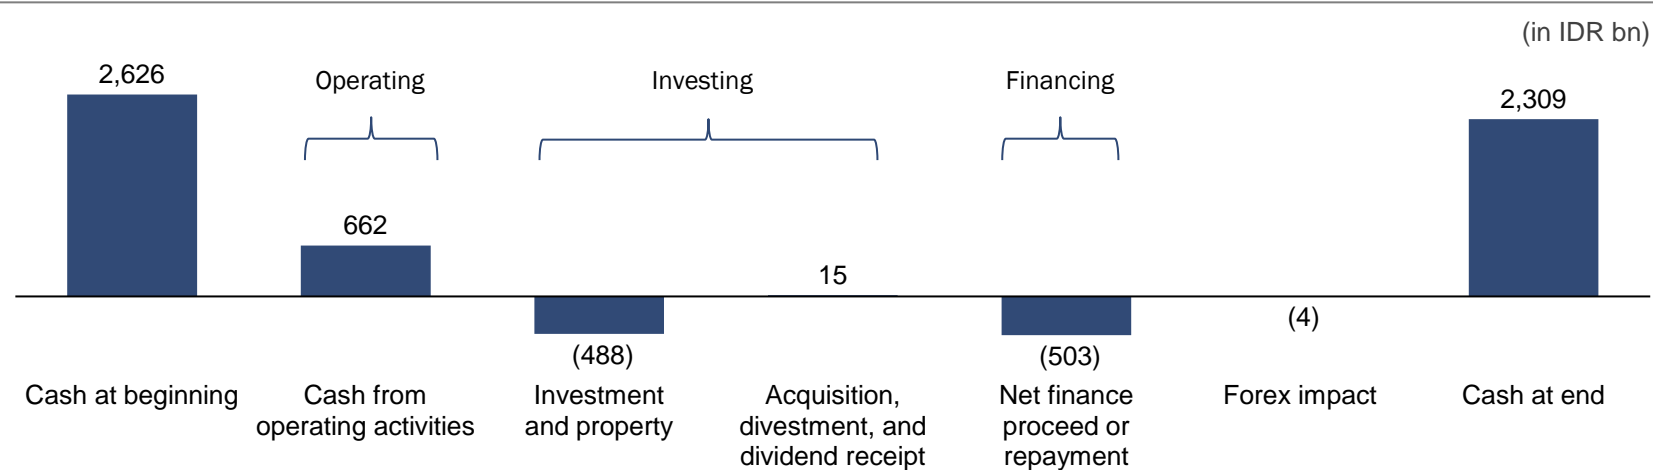 (in IDR bn)
Operating
Investing
Financing
2,626
662
(488)
15
(503)
(4)
2,309
Cash at beginning
Cash from
operating activities
Investment
and property
Acquisition,
divestment, and
dividend receipt
Net finance
proceed or
repayment
Forex impact
Cash at end